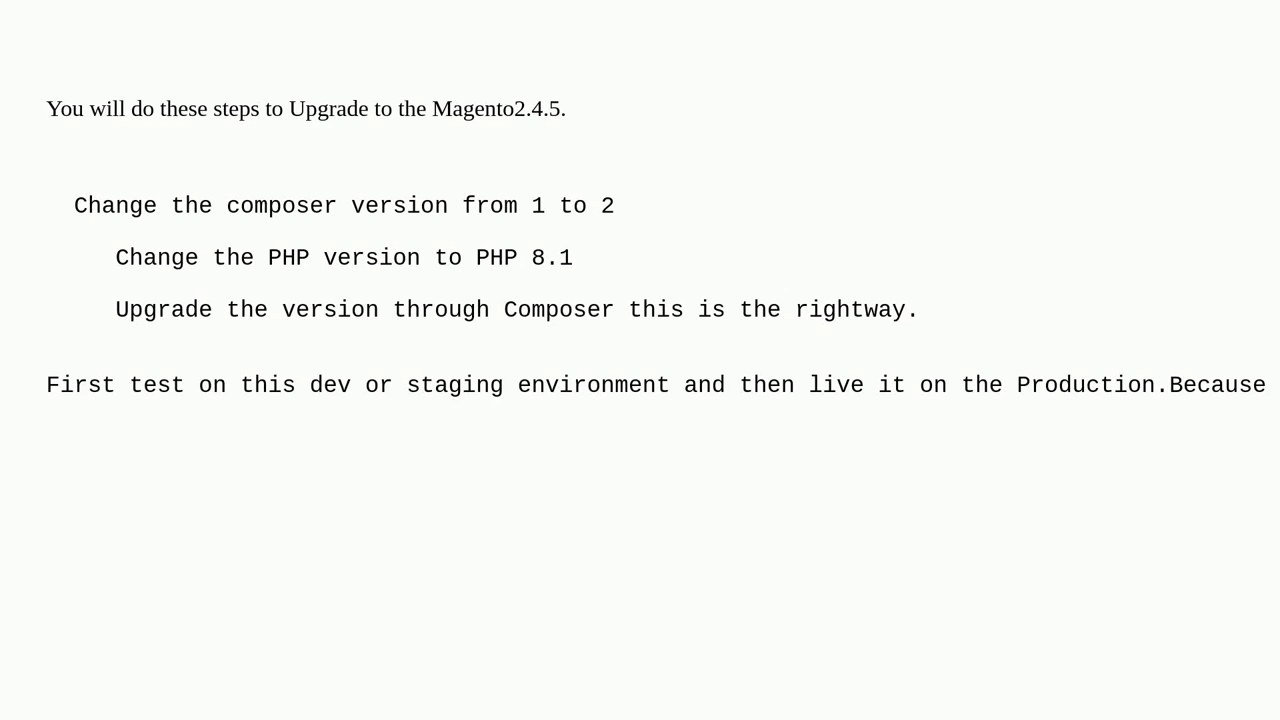 You will do these steps to Upgrade to the Magento2.4.5.
Change the composer version from 1 to 2
Change the PHP version to PHP 8.1
Upgrade the version through Composer this is the rightway.
First test on this dev or staging environment and then live it on the Production.Because